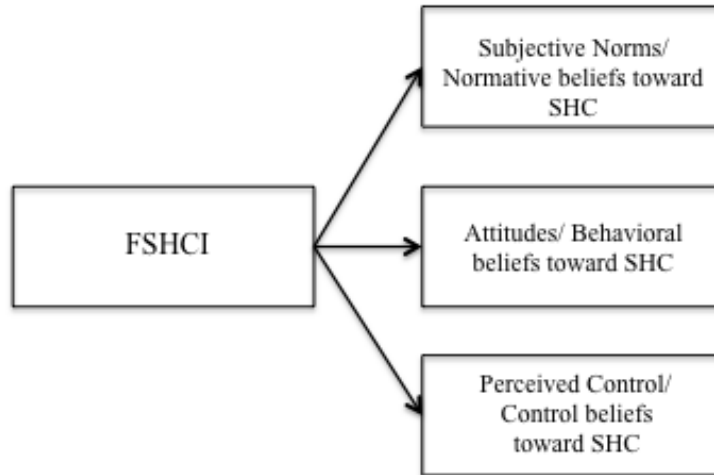 Subjective Norms/
Normative beliefs toward
SHC
FSHCI
Attitudes/ Behavioral
beliefs toward SHC
Perceived Control/
Control beliefs
toward SHC